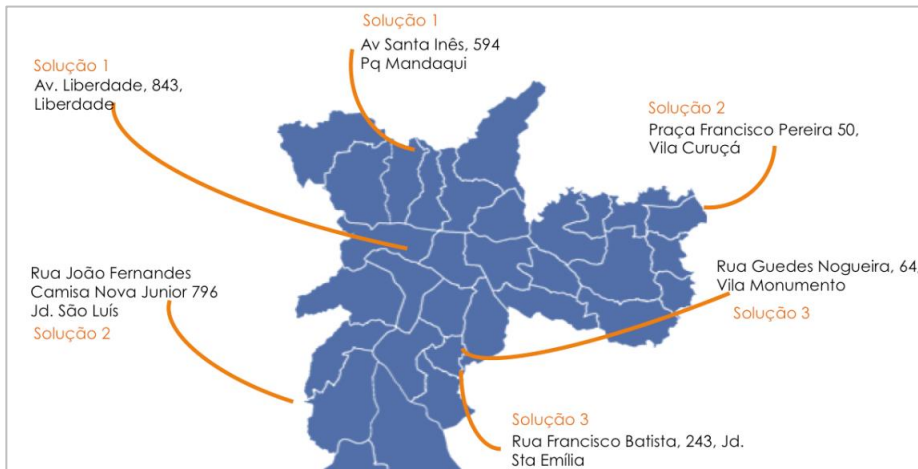 Solução 1
Av Santa Inês, 594
Pq Mandaqui
Solução 1
Av. Liberdade, 843,
Liberdade
Solução 2
Praça Francisco Pereira 50,
Vila Curuçá
Rua João Fernandes
Camisa Nova Junior 796
Jd. São Luís
Solução 2
Rua Guedes Nogueira, 64,
Vila Monumento
Solução 3
Solução 3
Rua Francisco Batista, 243, Jd.
Sta Emília